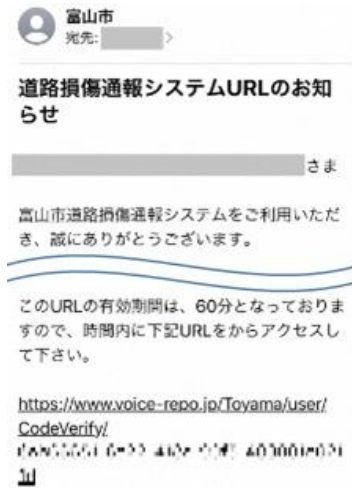 富山市
宛先:
道路損傷通報システムURLのお知
らせ
さま
富山市道路損傷通報システムをご利用いただ
き、誠にありがとうございます。
このURLの有効期間は、60分となっておりま
すので、時間内に下記URLをからアクセスし
て下さい。
https://www.voice-repo.jp/Toyama/user/
CodeVerify/